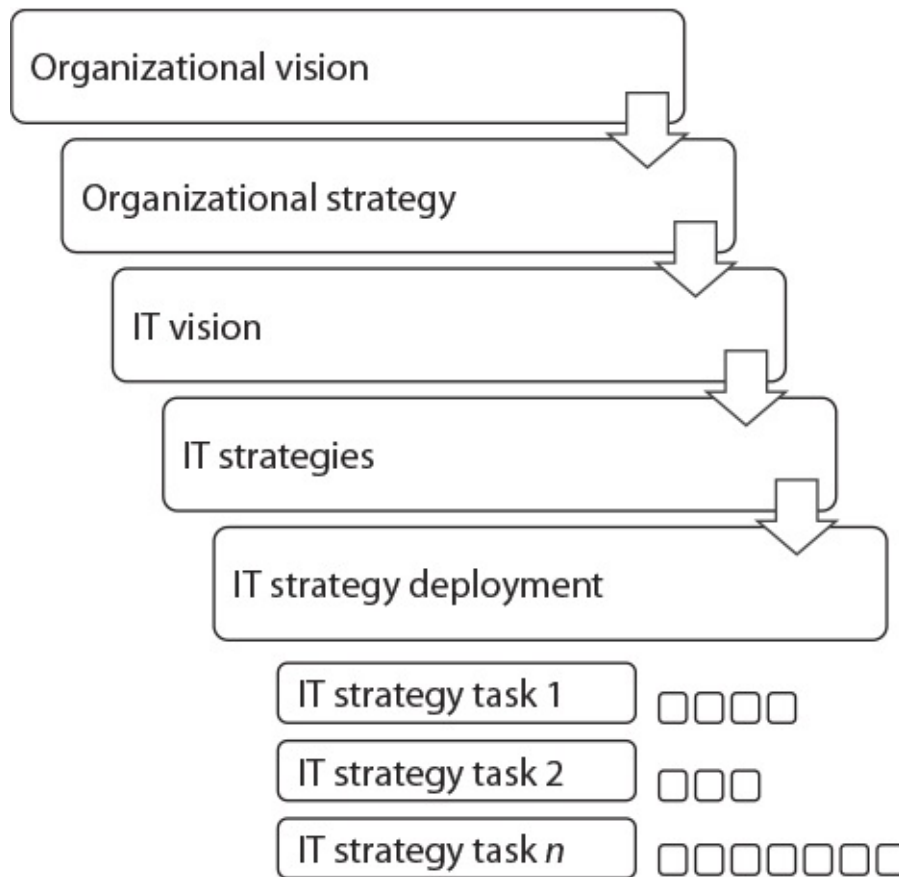 Organizational vision
Organizational strategy
IT vision
IT strategies
IT strategy deployment
IT strategy task 1
IT strategy task 2
IT strategy task n